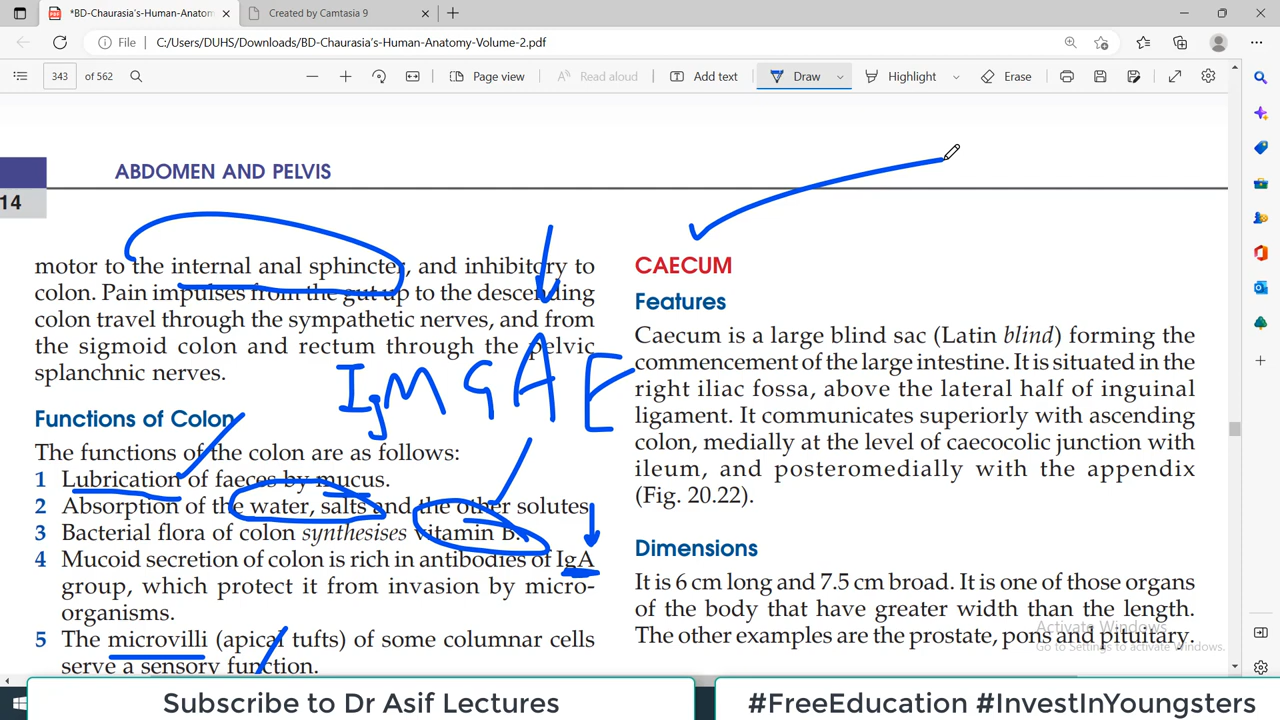 *BD-Chaurasia's-Human-Anatom
Created by Camtasia 9
File
C:/Users/DUHS/Downloads/BD-Chaurasia's-Human-Anatomy-Volume-2.pdf
343 of 562
Page view
Read aloud
Add text
Draw
Highlight
Erase
ABDOMEN AND PELVIS
14
motor to the internal anal sphincter, and inhibitory to
colon. Pain impulses from the gut up to the descending
colon travel through the sympathetic nerves, and from
the sigmoid colon and rectum through the pelvic
splanchnic nerves.
IgM G A E
Functions of Colon
The functions of the colon are as follows:
1 Lubrication of faeces by mucus.
2 Absorption of the water, salts and the other solutes.
3 Bacterial flora of colon synthesises vitamin B.
4 Mucoid secretion of colon is rich in antibodies of IgA
group, which protect it from invasion by micro-
organisms.
5 The microvilli (apical tufts) of some columnar cells
serve a sensory function.
CAECUM
Features
Caecum is a large blind sac (Latin blind) forming the
commencement of the large intestine. It is situated in the
right iliac fossa, above the lateral half of inguinal
ligament. It communicates superiorly with ascending
colon, medially at the level of caecocolic junction with
ileum, and posteromedially with the appendix
(Fig. 20.22).
Dimensions
It is 6 cm long and 7.5 cm broad. It is one of those organs
of the body that have greater width than the length.
The other examples are the prostate, pons and pituitary.
Activate Windows
Go to Settings to activate Windows.
Subscribe to Dr Asif Lectures
#FreeEducation #InvestInYoungsters